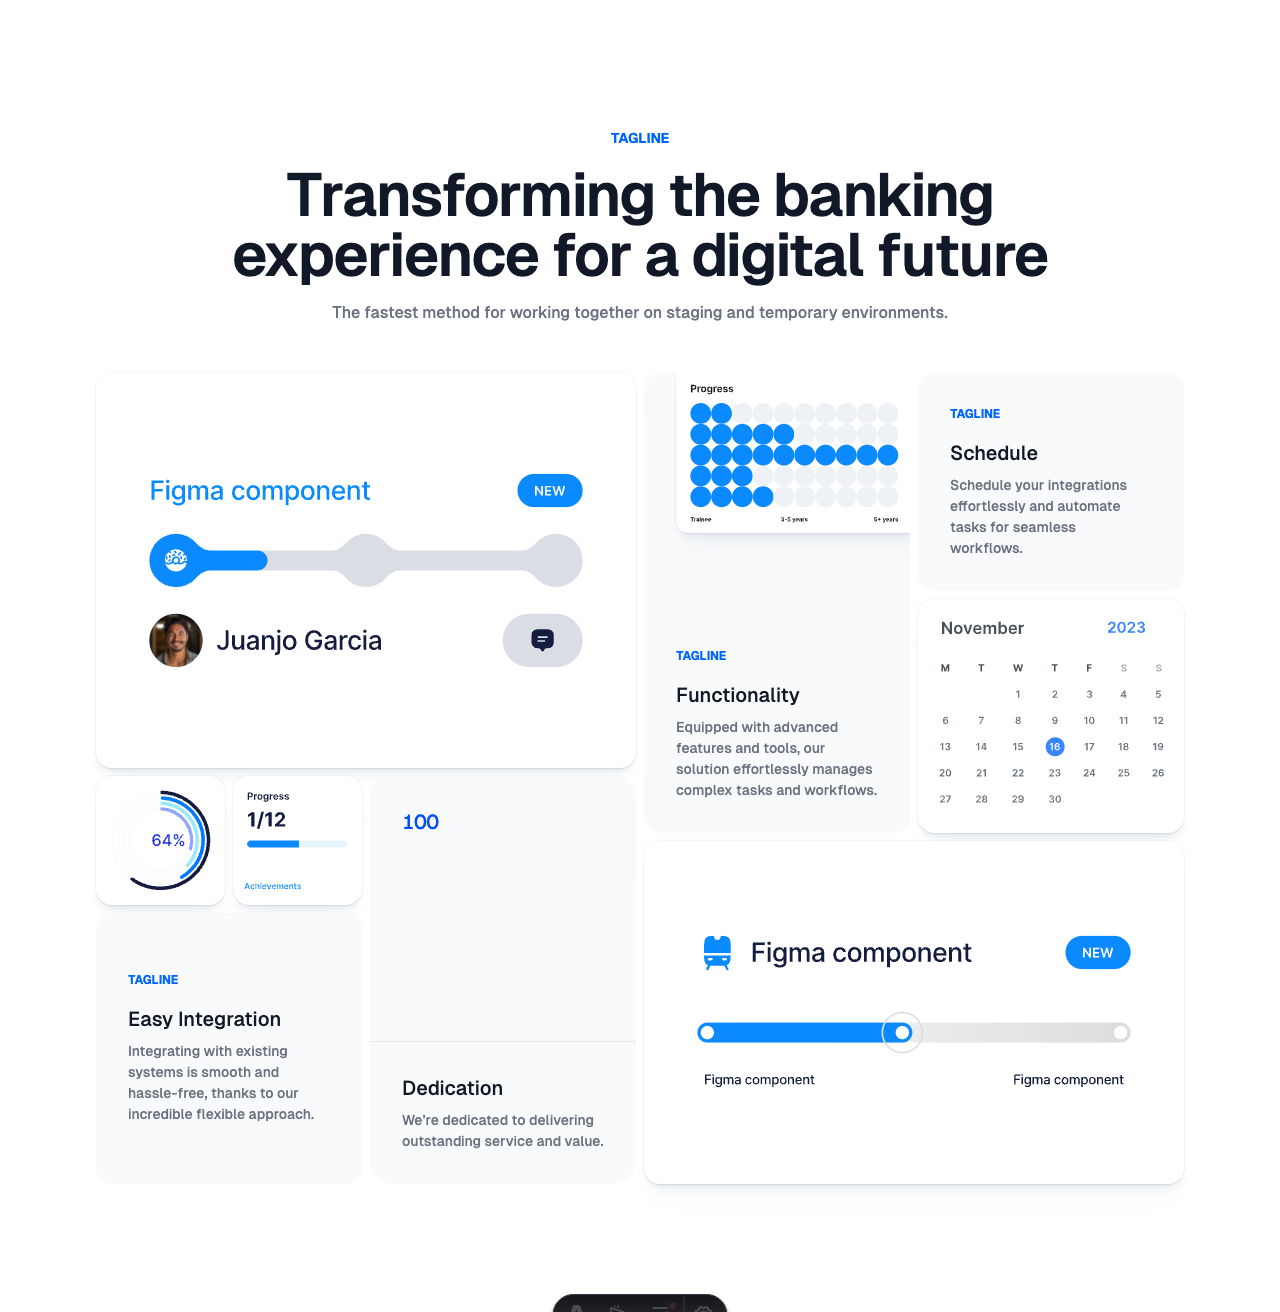 TAGLINE
Transforming the banking
experience for a digital future
The fastest method for working together on staging and temporary environments.
Figma component
NEW
Juanjo Garcia
Progress
Trainee 3-5 years 5+ years
TAGLINE
Functionality
Equipped with advanced
features and tools, our
solution effortlessly manages
complex tasks and workflows.
TAGLINE
Schedule
Schedule your integrations
effortlessly and automate
tasks for seamless
workflows.
November 2023
M T W T F S S
1 2 3 4 5
6 7 8 9 10 11 12
13 14 15 16 17 18 19
20 21 22 23 24 25 26
27 28 29 30
64%
Progress
1/12
Achievements
TAGLINE
Easy Integration
Integrating with existing
systems is smooth and
hassle-free, thanks to our
incredible flexible approach.
100
Dedication
We're dedicated to delivering
outstanding service and value.
Figma component
NEW
Figma component Figma component